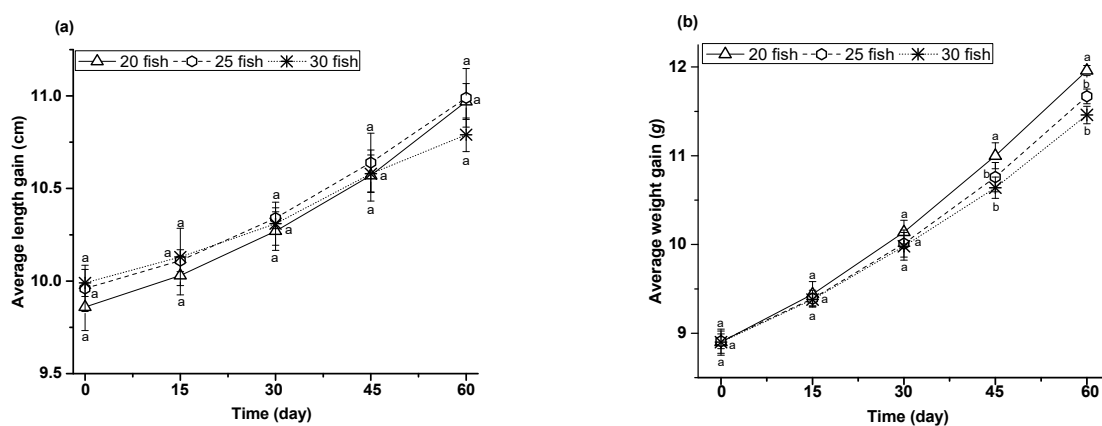 (a)
20 fish 25 fish 30 fish
Average length gain (cm)
11.0
10.5
10.0
9.5
a a a a a
a a a a a
a a a a a
0 15 30 45 60
Time (day)
(b)
20 fish 25 fish 30 fish
Average weight gain (g)
12
11
10
9
a a a a a
a a a b b
a a a b b
0 15 30 45 60
Time (day)